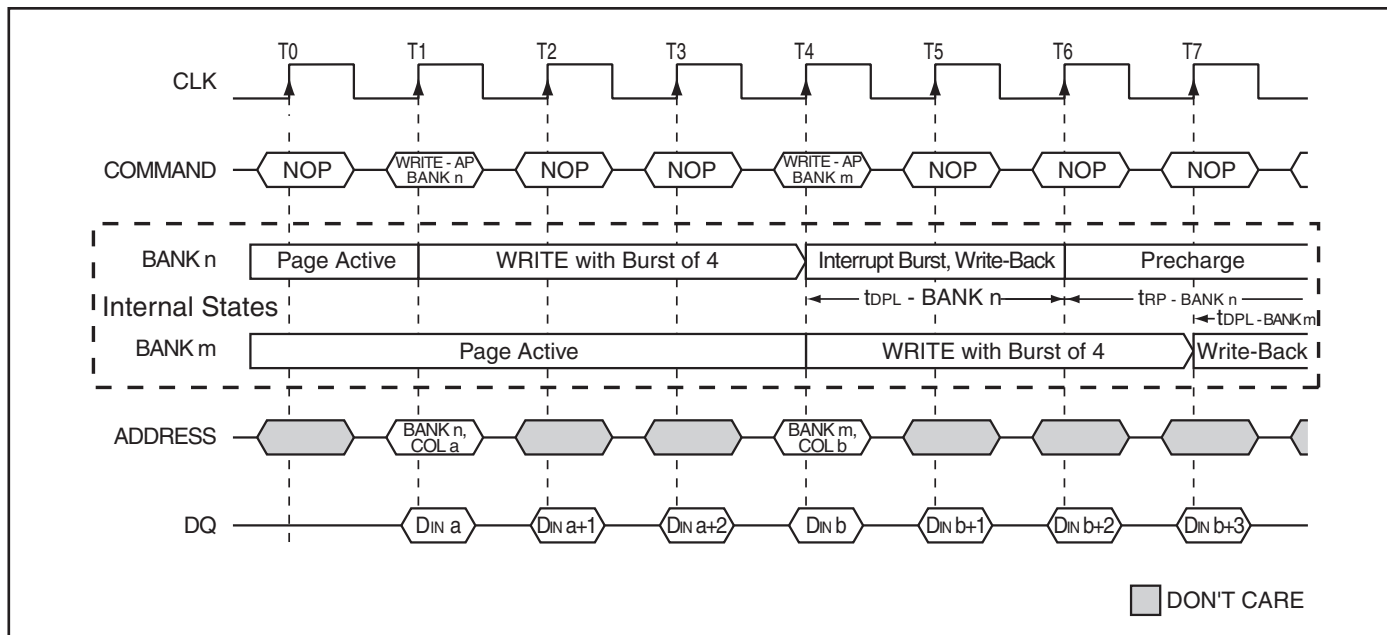 T0 T1 T2 T3 T4 T5 T6 T7
CLK
COMMAND NOP WRITE - AP BANK n NOP NOP WRITE - AP BANK m NOP NOP NOP
BANK n Page Active WRITE with Burst of 4 Interrupt Burst, Write-Back Precharge
Internal States tDPL - BANK n tRP - BANK n
tDPL - BANK m
BANK m Page Active WRITE with Burst of 4 Write-Back
ADDRESS BANK n, COL a BANK m, COL b
DQ DIN a DIN a+1 DIN a+2 DIN b DIN b+1 DIN b+2 DIN b+3
DON'T CARE